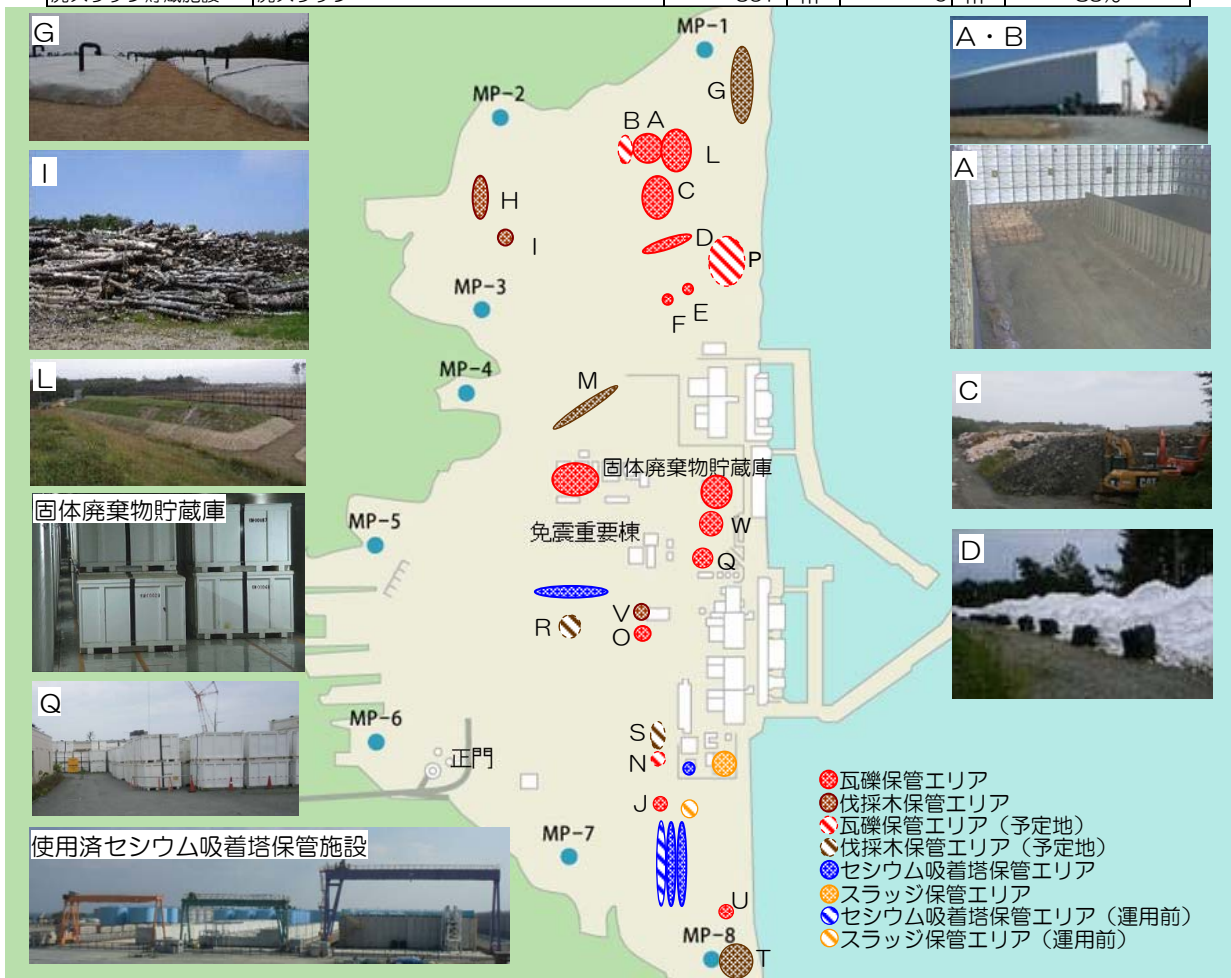 G
I
L
固体廃棄物貯蔵庫
Q
使用済セシウム吸着塔保管施設
MP-1
G
MP-2
B A
L
C
H
I
D
P
MP-3
E
F
MP-4
M
固体廃棄物貯蔵庫
MP-5
免震重要棟
W
Q
V
R
O
MP-6
正門
S
N
J
MP-7
U
MP-8
T
A・B
A
C
D
瓦礫保管エリア
伐採木保管エリア
瓦礫保管エリア(予定地)
伐採木保管エリア(予定地)
セシウム吸着塔保管エリア
スラッジ保管エリア
セシウム吸着塔保管エリア(運用前)
スラッジ保管エリア(運用前)